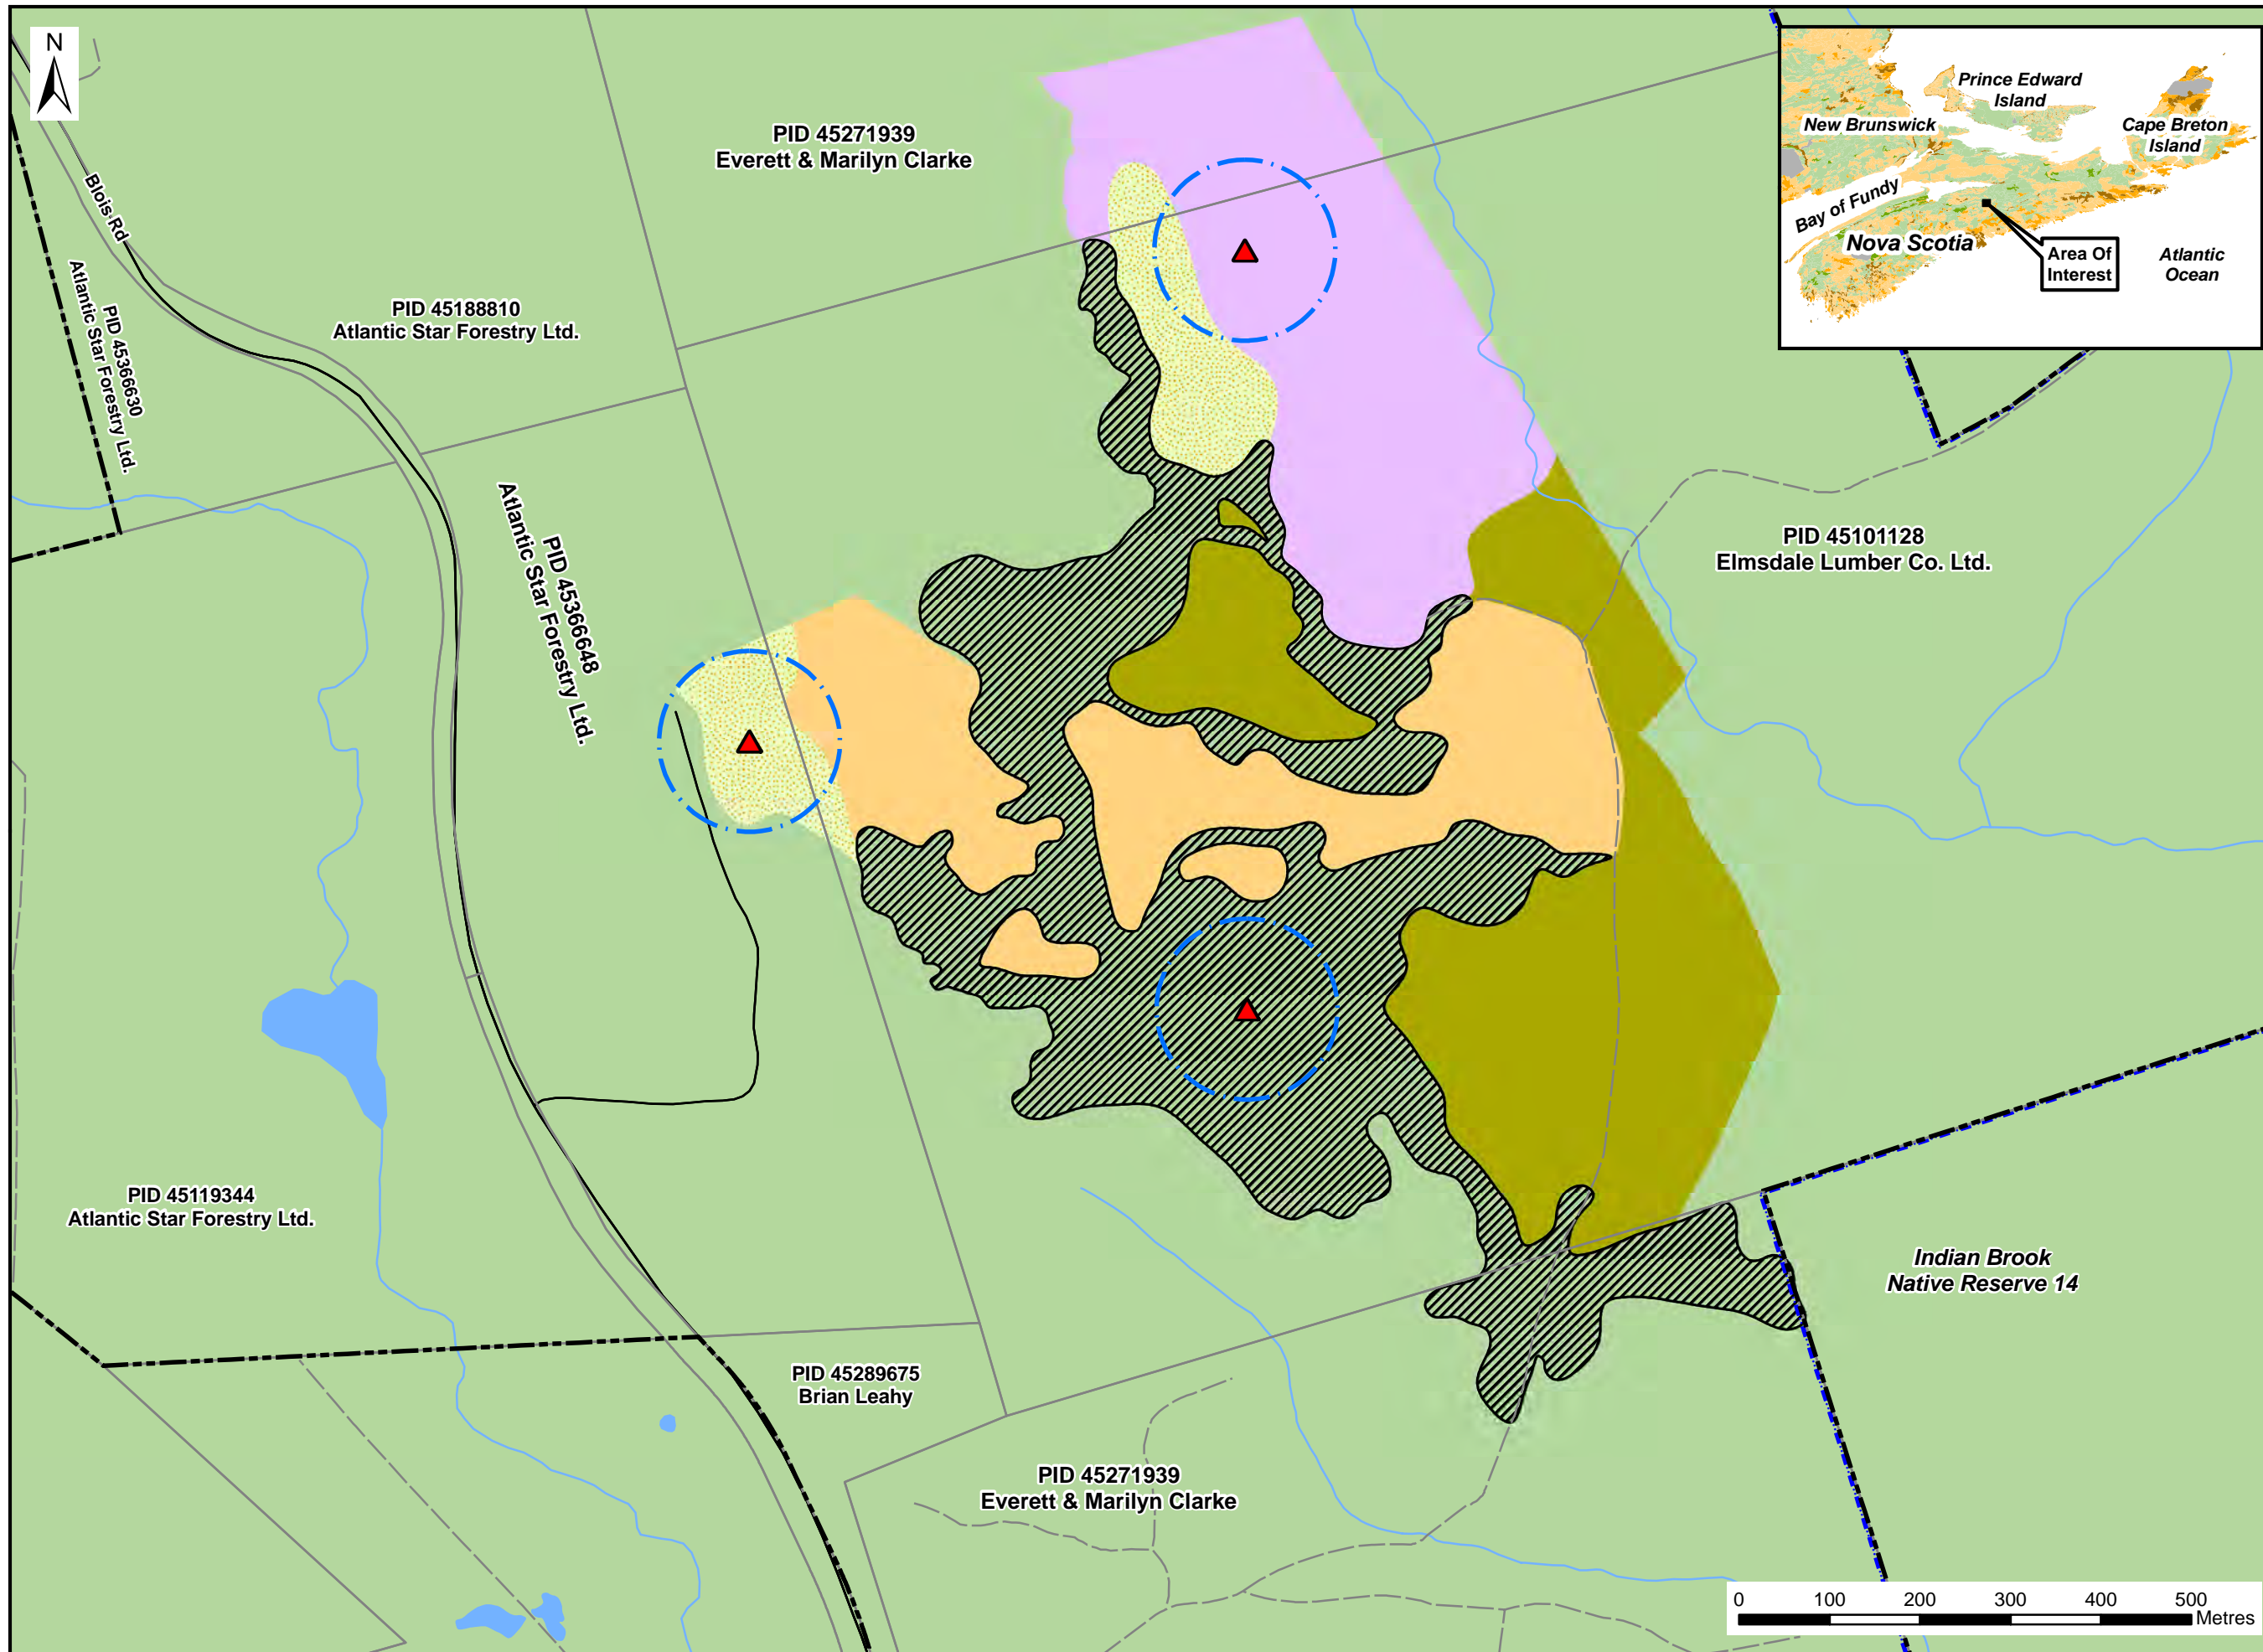 N
Prince Edward
Island
New Brunswick
Cape Breton
Island
Bay of Fundy
Nova Scotia
Area Of
Interest
Atlantic
Ocean
PID 45271939
Everett & Marilyn Clarke
Blois Rd
PID 45366630
Atlantic Star Forestry Ltd.
PID 45188810
Atlantic Star Forestry Ltd.
PID 45366648
Atlantic Star Forestry Ltd.
PID 45101128
Elmsdale Lumber Co. Ltd.
PID 45119344
Atlantic Star Forestry Ltd.
Indian Brook
Native Reserve 14
PID 45289675
Brian Leahy
PID 45271939
Everett & Marilyn Clarke
0 100 200 300 400 500
Metres